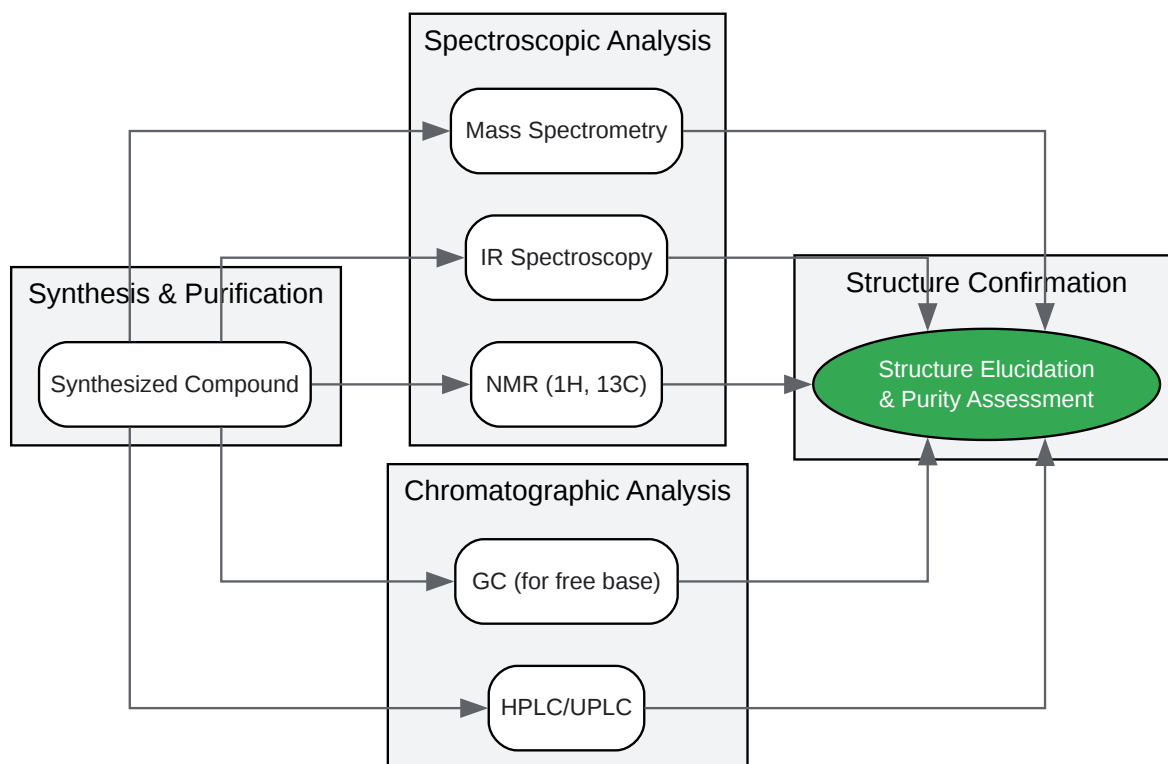 Spectroscopic Analysis
Mass Spectrometry
IR Spectroscopy
NMR (1H, 13C)
Synthesis & Purification
Synthesized Compound
Structure Confirmation
Structure Elucidation
& Purity Assessment
Chromatographic Analysis
GC (for free base)
HPLC/UPLC